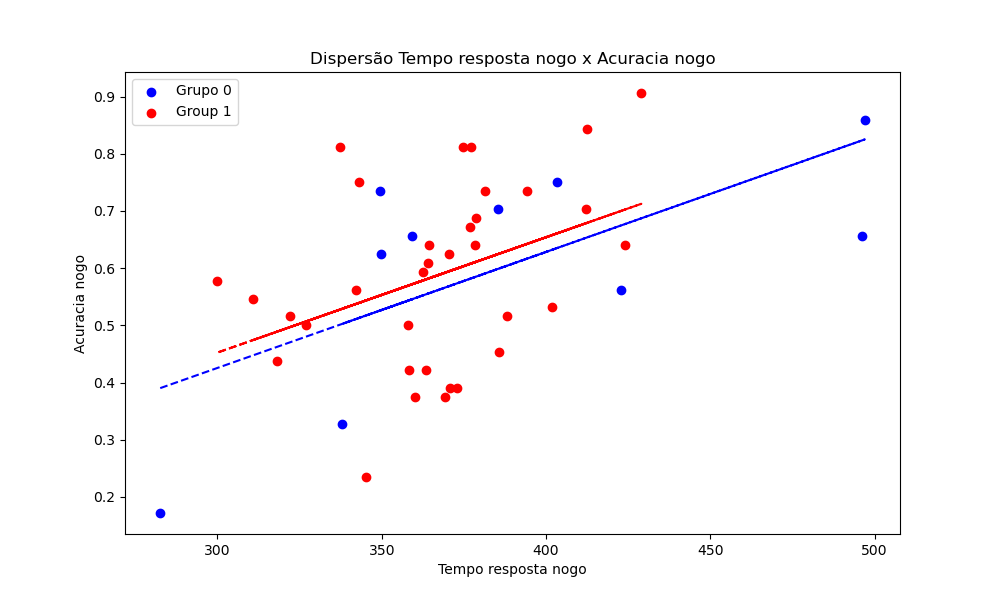 Dispersão Tempo resposta nogo x Acuracia nogo
Grupo 0
Group 1
0.9
0.8
0.7
0.6
0.5
0.4
0.3
0.2
Acuracia nogo
300
350
400
450
500
Tempo resposta nogo